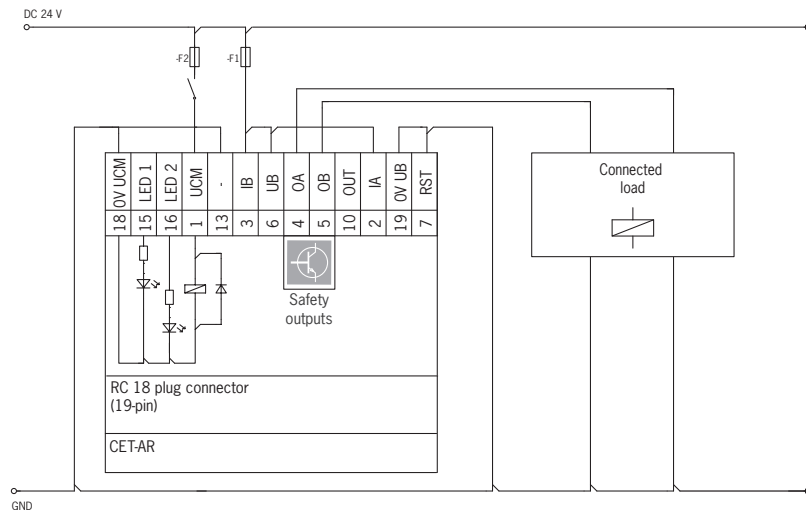 DC 24 V
-F2
-F1
0V UCM
LED 1
LED 2
UCM
-
IB
UB
OA
OB
OUT
IA
0V UB
RST
18
15
16
1
13
3
6
4
5
10
2
19
7
Connected
load
Safety
outputs
RC 18 plug connector
(19-pin)
CET-AR
GND